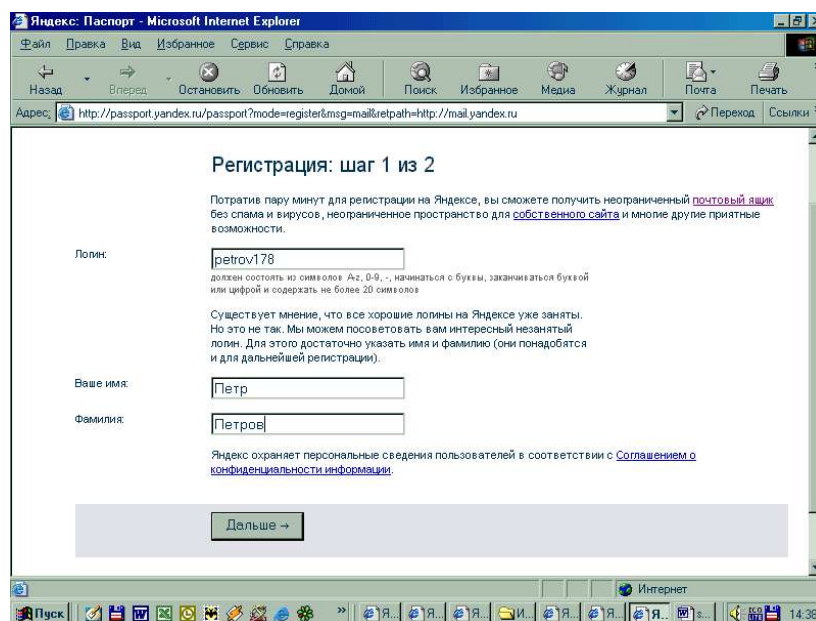 Яндекс: Паспорт - Microsoft Internet Explorer
Файл Правка Вид Избранное Сервис Справка
Назад Вперед Остановить Обновить Домой Поиск Избранное Медиа Журнал Почта Печать
Адрес: http://passport.yandex.ru/passport?mode=register&msg=mail&retpath=http://mail.yandex.ru Переход Ссылки
Регистрация: шаг 1 из 2
Потратив пару минут для регистрации на Яндексе, вы сможете получить неограниченный почтовый ящик
без спама и вирусов, неограниченное пространство для собственного сайта и многие другие приятные
возможности.
Логин: petrov178
должен состоять из символов A-z, 0-9, -, начинаться с буквы, заканчиваться буквой
или цифрой и содержать не более 20 символов
Существует мнение, что все хорошие логины на Яндексе уже заняты.
Но это не так. Мы можем посоветовать вам интересный незанятый
логин. Для этого достаточно указать имя и фамилию (они понадобятся
и для дальнейшей регистрации).
Ваше имя: Петр
Фамилия: Петров
Яндекс охраняет персональные сведения пользователей в соответствии с Соглашением о
конфиденциальности информации.
Дальше →
Интернет
Пуск » Я... Я... Я... И... Я... Я... Я... s... 14:38